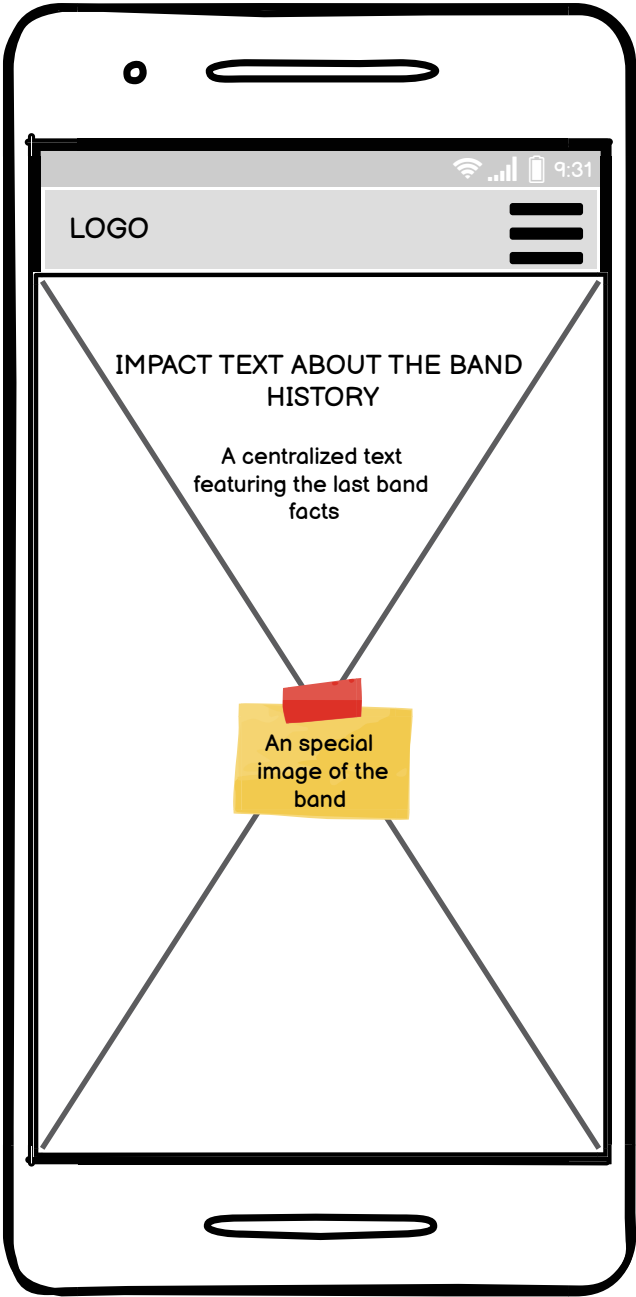 9:31
LOGO
IMPACT TEXT ABOUT THE BAND
HISTORY
A centralized text
featuring the last band
facts
An special
image of the
band